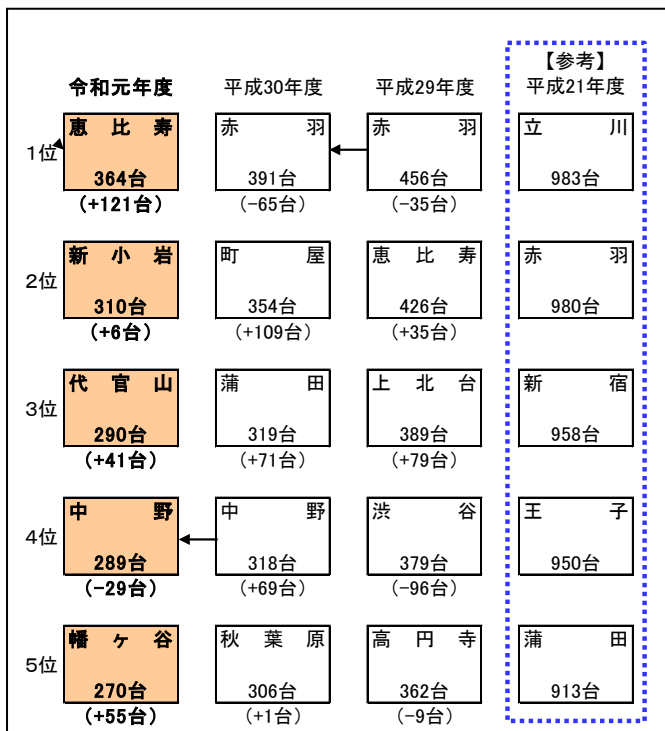 【参考】
令和元年度 平成30年度 平成29年度 平成21年度
恵比寿 赤羽 赤羽 立川
1位
364台 391台 456台 983台
(+121台) (-65台) (-35台)
新小岩 町屋 恵比寿 赤羽
2位
310台 354台 426台 980台
(+6台) (+109台) (+35台)
代官山 蒲田 上北台 新宿
3位
290台 319台 389台 958台
(+41台) (+71台) (+79台)
中野 中野 渋谷 王子
4位
289台 318台 379台 950台
(-29台) (+69台) (-96台)
幡ヶ谷 秋葉原 高円寺 蒲田
5位
270台 306台 362台 913台
(+55台) (+1台) (-9台)